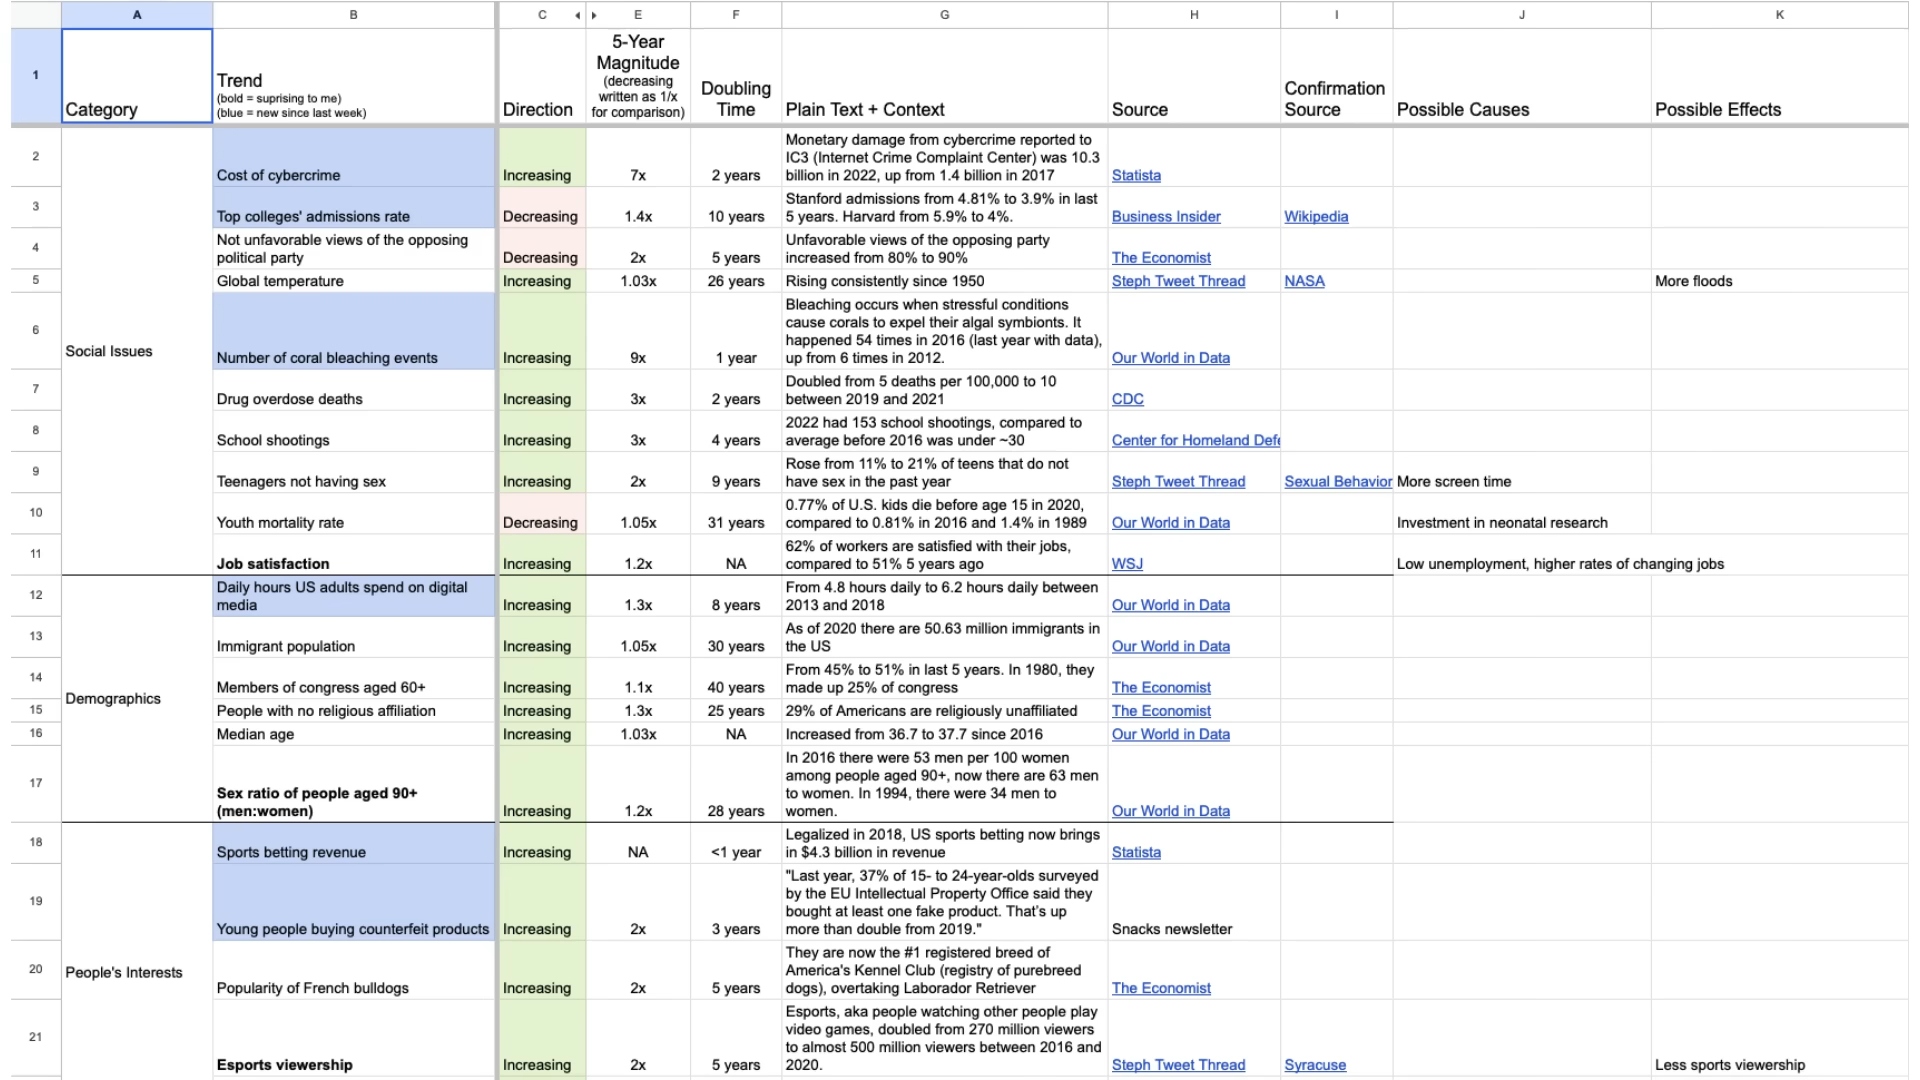 A B C E F G H I J K
1
Category
Trend
(bold = suprising to me)
(blue = new since last week)
Direction
5-Year
Magnitude
(decreasing
written as 1/x
for comparison)
Doubling
Time
Plain Text + Context
Source
Confirmation
Source
Possible Causes
Possible Effects
Social Issues
2
Cost of cybercrime
Increasing
7x
2 years
Monetary damage from cybercrime reported to
IC3 (Internet Crime Complaint Center) was 10.3
billion in 2022, up from 1.4 billion in 2017
Statista
3
Top colleges' admissions rate
Decreasing
1.4x
10 years
Stanford admissions from 4.81% to 3.9% in last
5 years. Harvard from 5.9% to 4%.
Business Insider
Wikipedia
4
Not unfavorable views of the opposing
political party
Decreasing
2x
5 years
Unfavorable views of the opposing party
increased from 80% to 90%
The Economist
5
Global temperature
Increasing
1.03x
26 years
Rising consistently since 1950
Steph Tweet Thread
NASA
More floods
6
Number of coral bleaching events
Increasing
9x
1 year
Bleaching occurs when stressful conditions
cause corals to expel their algal symbionts. It
happened 54 times in 2016 (last year with data),
up from 6 times in 2012.
Our World in Data
7
Drug overdose deaths
Increasing
3x
2 years
Doubled from 5 deaths per 100,000 to 10
between 2019 and 2021
CDC
8
School shootings
Increasing
3x
4 years
2022 had 153 school shootings, compared to
average before 2016 was under ~30
Center for Homeland Defe
9
Teenagers not having sex
Increasing
2x
9 years
Rose from 11% to 21% of teens that do not
have sex in the past year
Steph Tweet Thread
Sexual Behavior
More screen time
10
Youth mortality rate
Decreasing
1.05x
31 years
0.77% of U.S. kids die before age 15 in 2020,
compared to 0.81% in 2016 and 1.4% in 1989
Our World in Data
Investment in neonatal research
11
Job satisfaction
Increasing
1.2x
NA
62% of workers are satisfied with their jobs,
compared to 51% 5 years ago
WSJ
Low unemployment, higher rates of changing jobs
Demographics
12
Daily hours US adults spend on digital
media
Increasing
1.3x
8 years
From 4.8 hours daily to 6.2 hours daily between
2013 and 2018
Our World in Data
13
Immigrant population
Increasing
1.05x
30 years
As of 2020 there are 50.63 million immigrants in
the US
Our World in Data
14
Members of congress aged 60+
Increasing
1.1x
40 years
From 45% to 51% in last 5 years. In 1980, they
made up 25% of congress
The Economist
15
People with no religious affiliation
Increasing
1.3x
25 years
29% of Americans are religiously unaffiliated
The Economist
16
Median age
Increasing
1.03x
NA
Increased from 36.7 to 37.7 since 2016
Our World in Data
17
Sex ratio of people aged 90+
(men:women)
Increasing
1.2x
28 years
In 2016 there were 53 men per 100 women
among people aged 90+, now there are 63 men
to women. In 1994, there were 34 men to
women.
Our World in Data
People's Interests
18
Sports betting revenue
Increasing
NA
<1 year
Legalized in 2018, US sports betting now brings
in $4.3 billion in revenue
Statista
19
Young people buying counterfeit products
Increasing
2x
3 years
"Last year, 37% of 15- to 24-year-olds surveyed
by the EU Intellectual Property Office said they
bought at least one fake product. That's up
more than double from 2019."
Snacks newsletter
20
Popularity of French bulldogs
Increasing
2x
5 years
They are now the #1 registered breed of
America's Kennel Club (registry of purebreed
dogs), overtaking Laborador Retriever
The Economist
21
Esports viewership
Increasing
2x
5 years
Esports, aka people watching other people play
video games, doubled from 270 million viewers
to almost 500 million viewers between 2016 and
2020.
Steph Tweet Thread
Syracuse
Less sports viewership